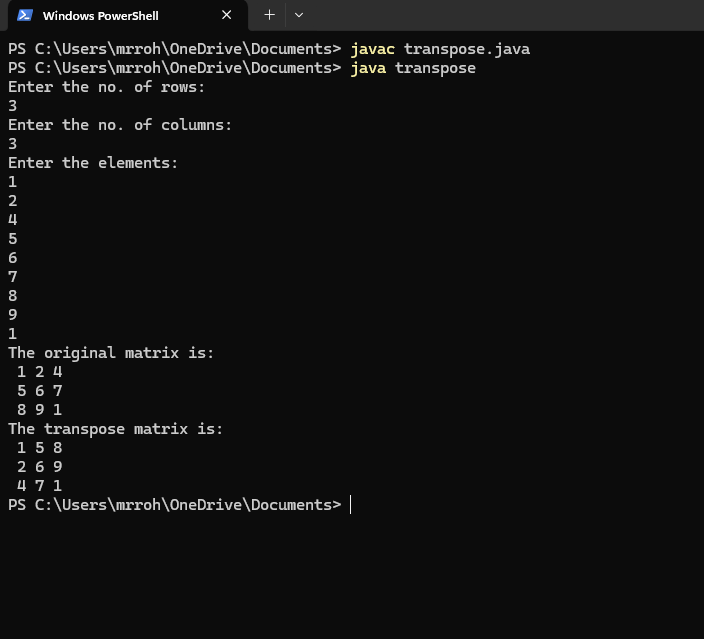 Windows PowerShell
PS C:\Users\mrroh\OneDrive\Documents> javac transpose.java
PS C:\Users\mrroh\OneDrive\Documents> java transpose
Enter the no. of rows:
3
Enter the no. of columns:
3
Enter the elements:
1
2
4
5
6
7
8
9
1
The original matrix is:
 1 2 4
 5 6 7
 8 9 1
The transpose matrix is:
 1 5 8
 2 6 9
 4 7 1
PS C:\Users\mrroh\OneDrive\Documents>